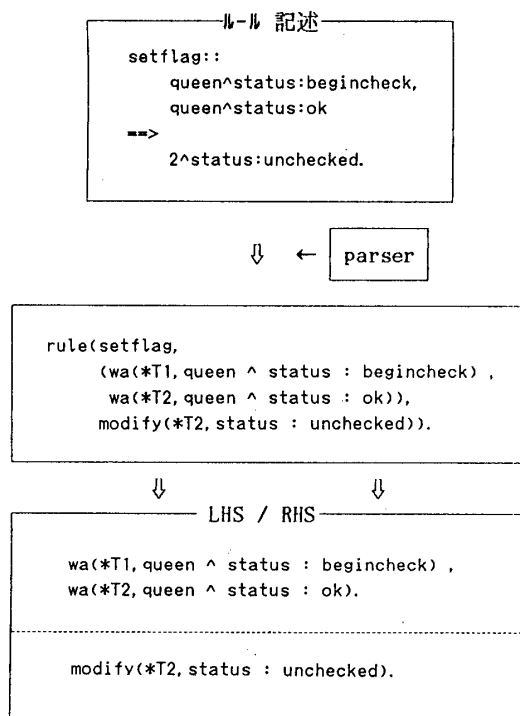 ルール 記述
setflag::
queen^status:begincheck,
queen^status:ok
==>
2^status:unchecked.
⇓ ← parser
rule(setflag,
(wa(*T1,queen ^ status : begincheck) ,
wa(*T2,queen ^ status : ok)),
modify(*T2,status : unchecked)).
⇓ ⇓
LHS / RHS
wa(*T1,queen ^ status : begincheck) ,
wa(*T2,queen ^ status : ok).
modify(*T2,status : unchecked).